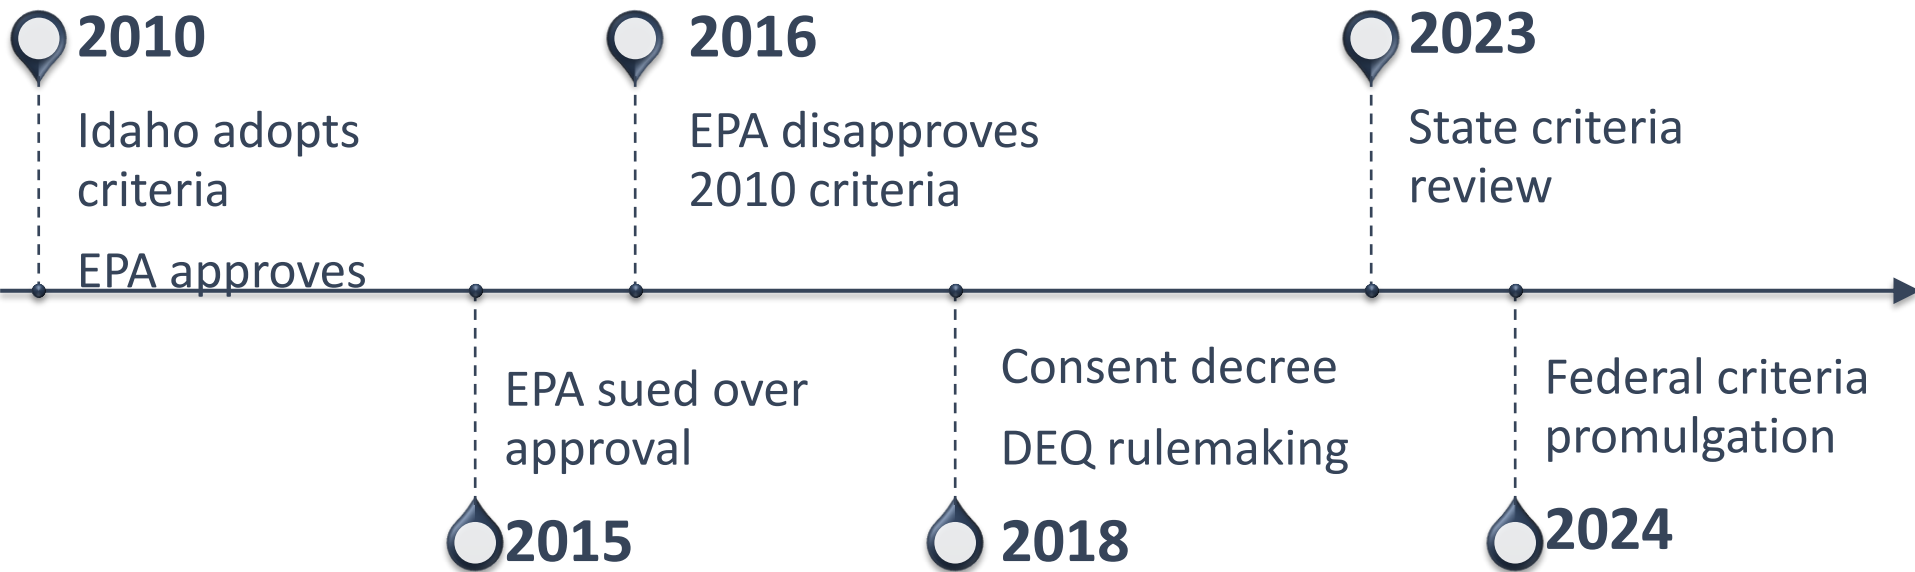 2010
Idaho adopts
criteria
EPA approves
2015
EPA sued over
approval
2016
EPA disapproves
2010 criteria
2018
Consent decree
DEQ rulemaking
2023
State criteria
review
2024
Federal criteria
promulgation